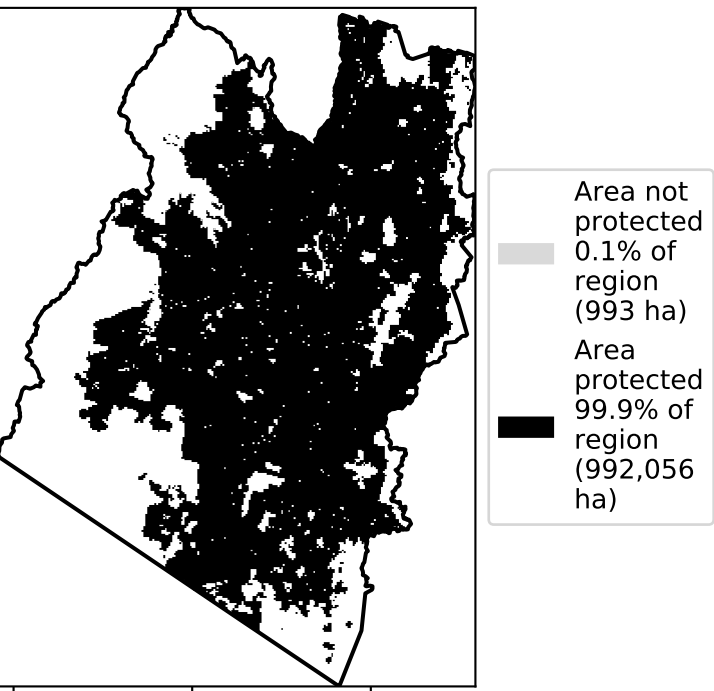 Area not
protected
0.1% of
region
(993 ha)
Area
protected
99.9% of
region
(992,056
ha)